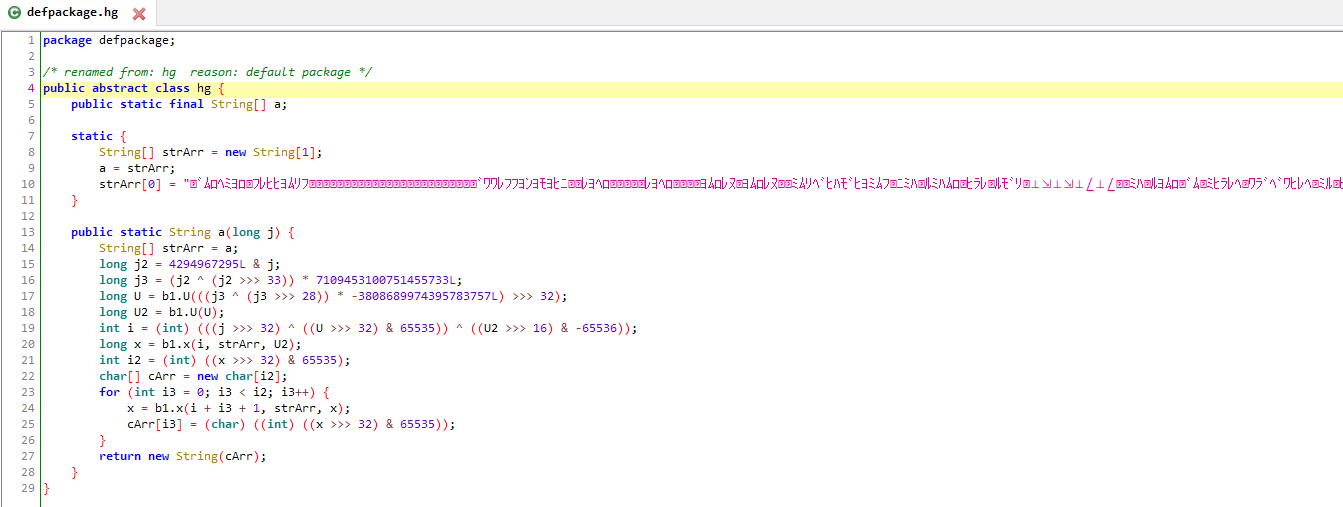 defpackage.hg
1 package defpackage;
2
3 /* renamed from: hg  reason: default package */
4 public abstract class hg {
5     public static final String[] a;
6
7     static {
8         String[] strArr = new String[1];
9         a = strArr;
10         strArr[0] = "
11     }
12
13     public static String a(long j) {
14         String[] strArr = a;
15         long j2 = 4294967295L & j;
16         long j3 = (j2 ^ (j2 >>> 33)) * 7109453100751455733L;
17         long U = b1.U(((j3 ^ (j3 >>> 28)) * -3808689974395783757L) >>> 32);
18         long U2 = b1.U(U);
19         int i = (int) (((j >>> 32) ^ ((U >>> 32) & 65535)) ^ ((U2 >>> 16) & -65536));
20         long x = b1.x(i, strArr, U2);
21         int i2 = (int) ((x >>> 32) & 65535);
22         char[] cArr = new char[i2];
23         for (int i3 = 0; i3 < i2; i3++) {
24             x = b1.x(i + i3 + 1, strArr, x);
25             cArr[i3] = (char) ((int) ((x >>> 32) & 65535));
26         }
27         return new String(cArr);
28     }
29 }